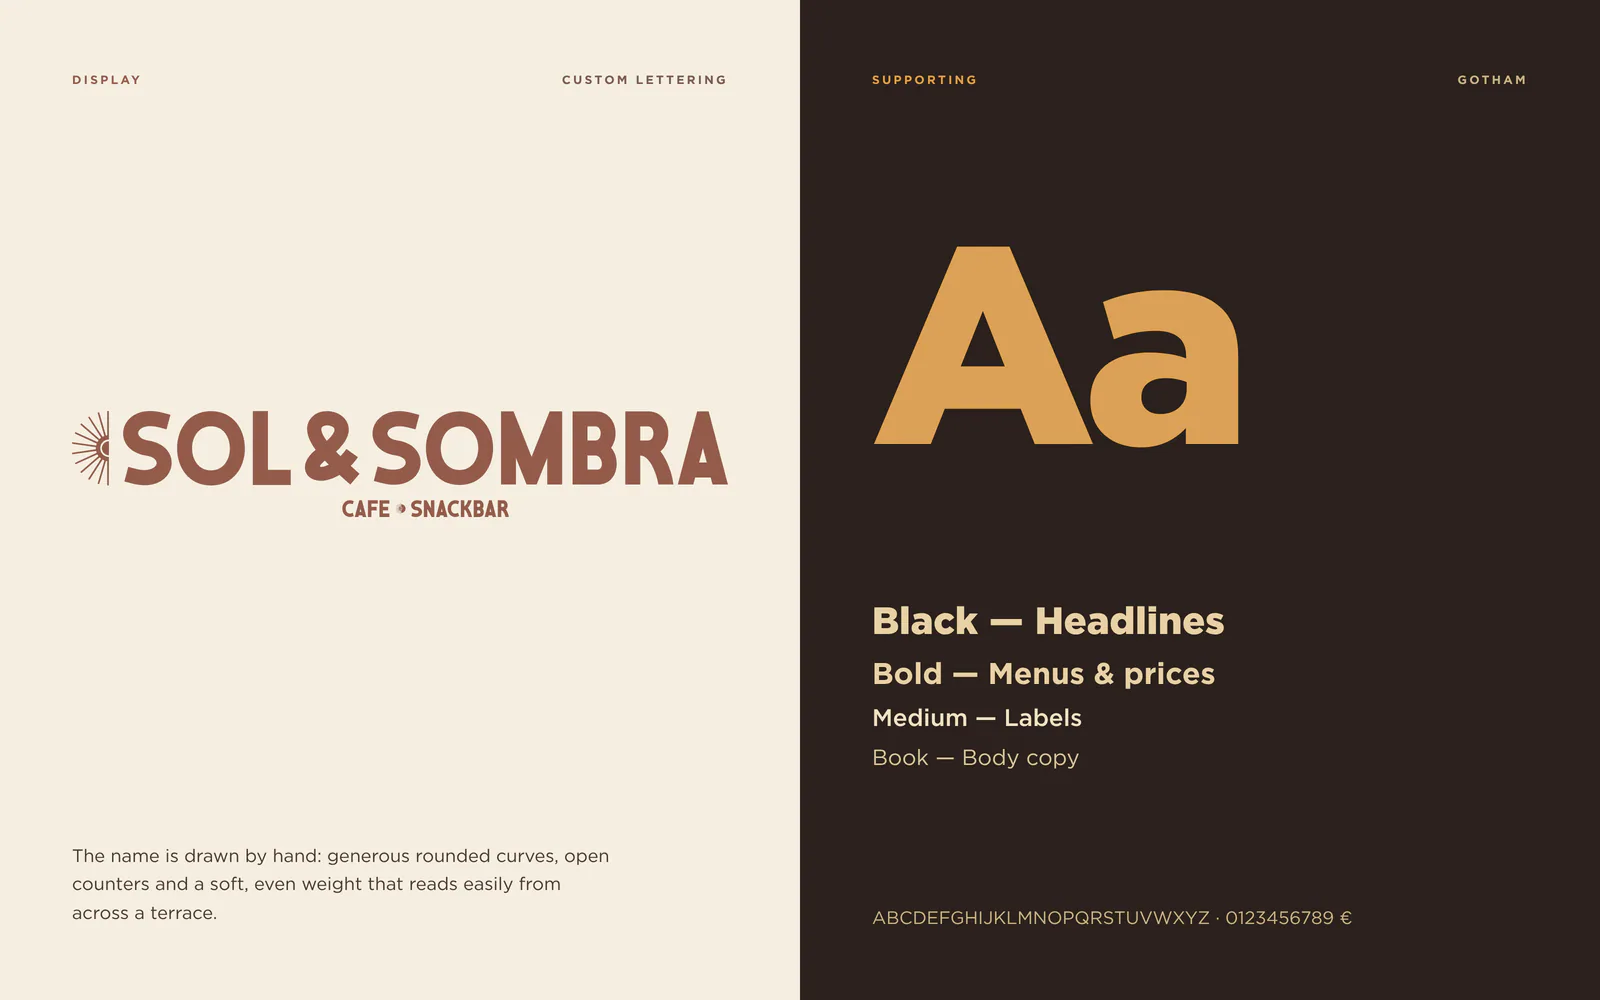 DISPLAY
CUSTOM LETTERING
SOL & SOMBRA
CAFE SNACKBAR
The name is drawn by hand: generous rounded curves, open
counters and a soft, even weight that reads easily from
across a terrace.
SUPPORTING
GOTHAM
Aa
Black — Headlines
Bold — Menus & prices
Medium — Labels
Book — Body copy
ABCDEFGHIJKLMNOPQRSTUVWXYZ · 0123456789 €